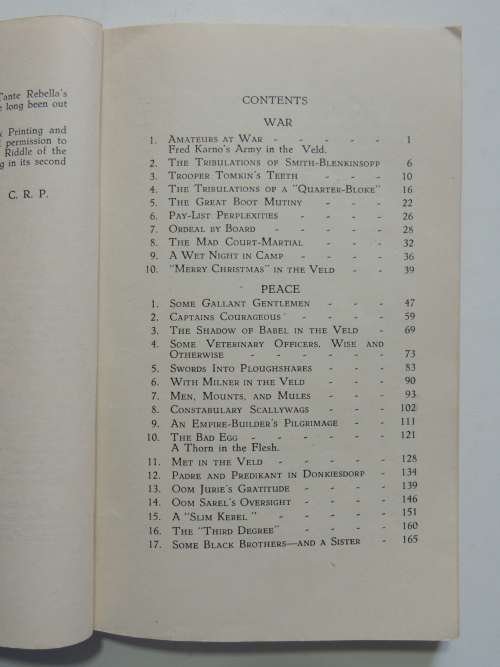 Tante Rebella's
long been out
Printing and
permission to
Riddle of the
in its second
C. R. P.
CONTENTS
WAR
1. Amateurs at War - - - - - 1
Fred Karno's Army in the Veld.
2. The Tribulations of Smith-Blenkinsopp 6
3. Trooper Tomkin's Teeth - - - - 10
4. The Tribulations of a "Quarter-Bloke" 16
5. The Great Boot Mutiny - - - - 22
6. Pay-List Perplexities - - - - 26
7. Ordeal by Board - - - - - 28
8. The Mad Court-Martial - - - - 32
9. A Wet Night in Camp - - - - 36
10. "Merry Christmas" in the Veld - - 39
PEACE
1. Some Gallant Gentlemen - - - 47
2. Captains Courageous - - - - 59
3. The Shadow of Babel in the Veld - 69
4. Some Veterinary Officers, Wise and
Otherwise - - - - - - 73
5. Swords Into Ploughshares - - - 83
6. With Milner in the Veld - - - 90
7. Men, Mounts, and Mules - - - 93
8. Constabulary Scallywags - - - 102
9. An Empire-Builder's Pilgrimage - - 111
10. The Bad Egg - - - - - - 121
A Thorn in the Flesh.
11. Met in the Veld - - - - - 128
12. Padre and Predikant in Donkiesdorp - 134
13. Oom Jurie's Gratitude - - - - 139
14. Oom Sarel's Oversight - - - - 146
15. A "Slim Kerel" - - - - - 151
16. The "Third Degree" - - - - 160
17. Some Black Brothers—and a Sister - 165